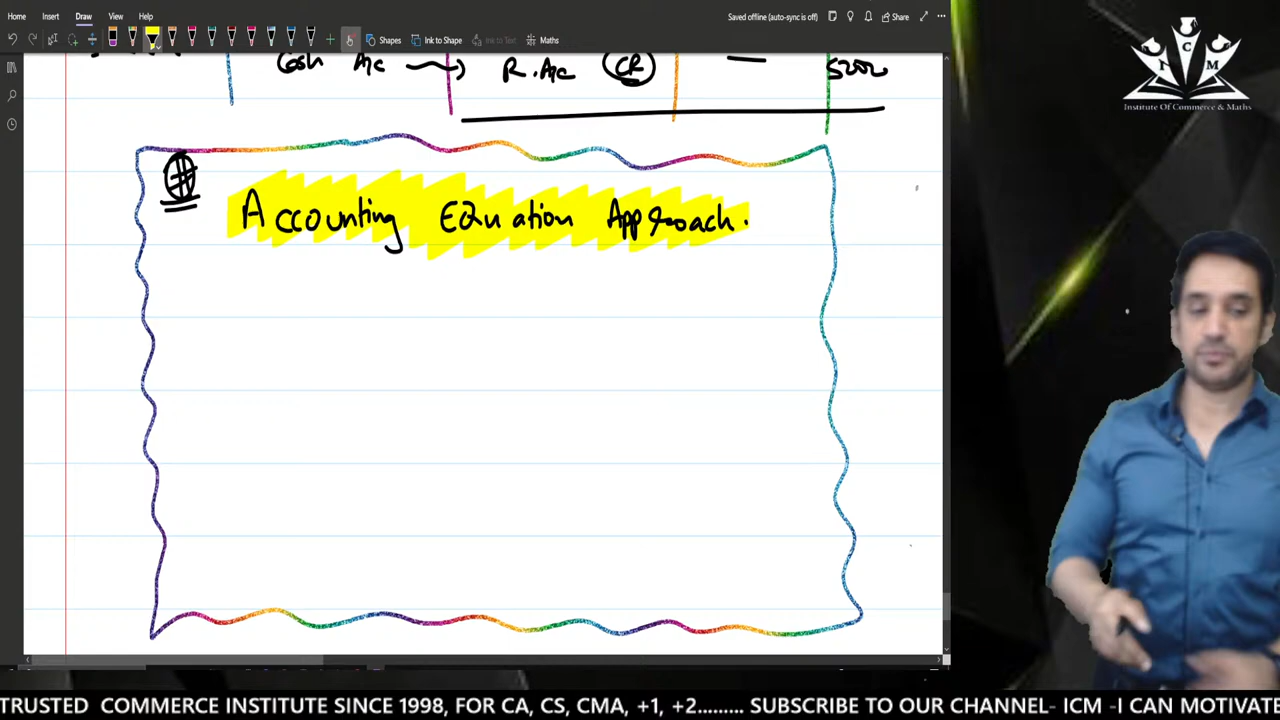 Home Insert Draw View Help Saved offline (auto-sync is off) Share
Shapes Ink to Shape Ink to Text Maths
Cash A/c R. A/c CR 5200
# Accounting EQuation Approach.
I C M
Institute Of Commerce & Maths
TRUSTED COMMERCE INSTITUTE SINCE 1998, FOR CA, CS, CMA, +1, +2......... SUBSCRIBE TO OUR CHANNEL- ICM -I CAN MOTIVATE